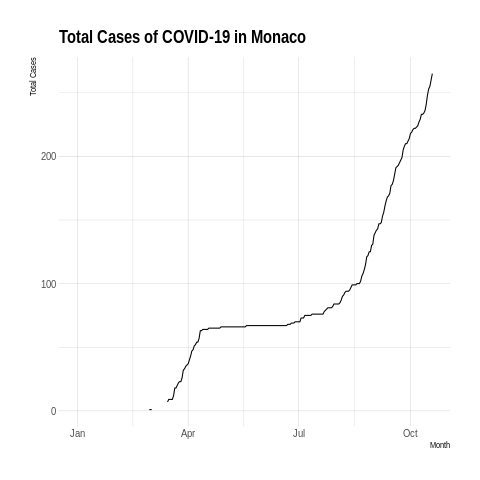 Total Cases of COVID-19 in Monaco
Total Cases
200
100
0
Jan Apr Jul Oct
Month